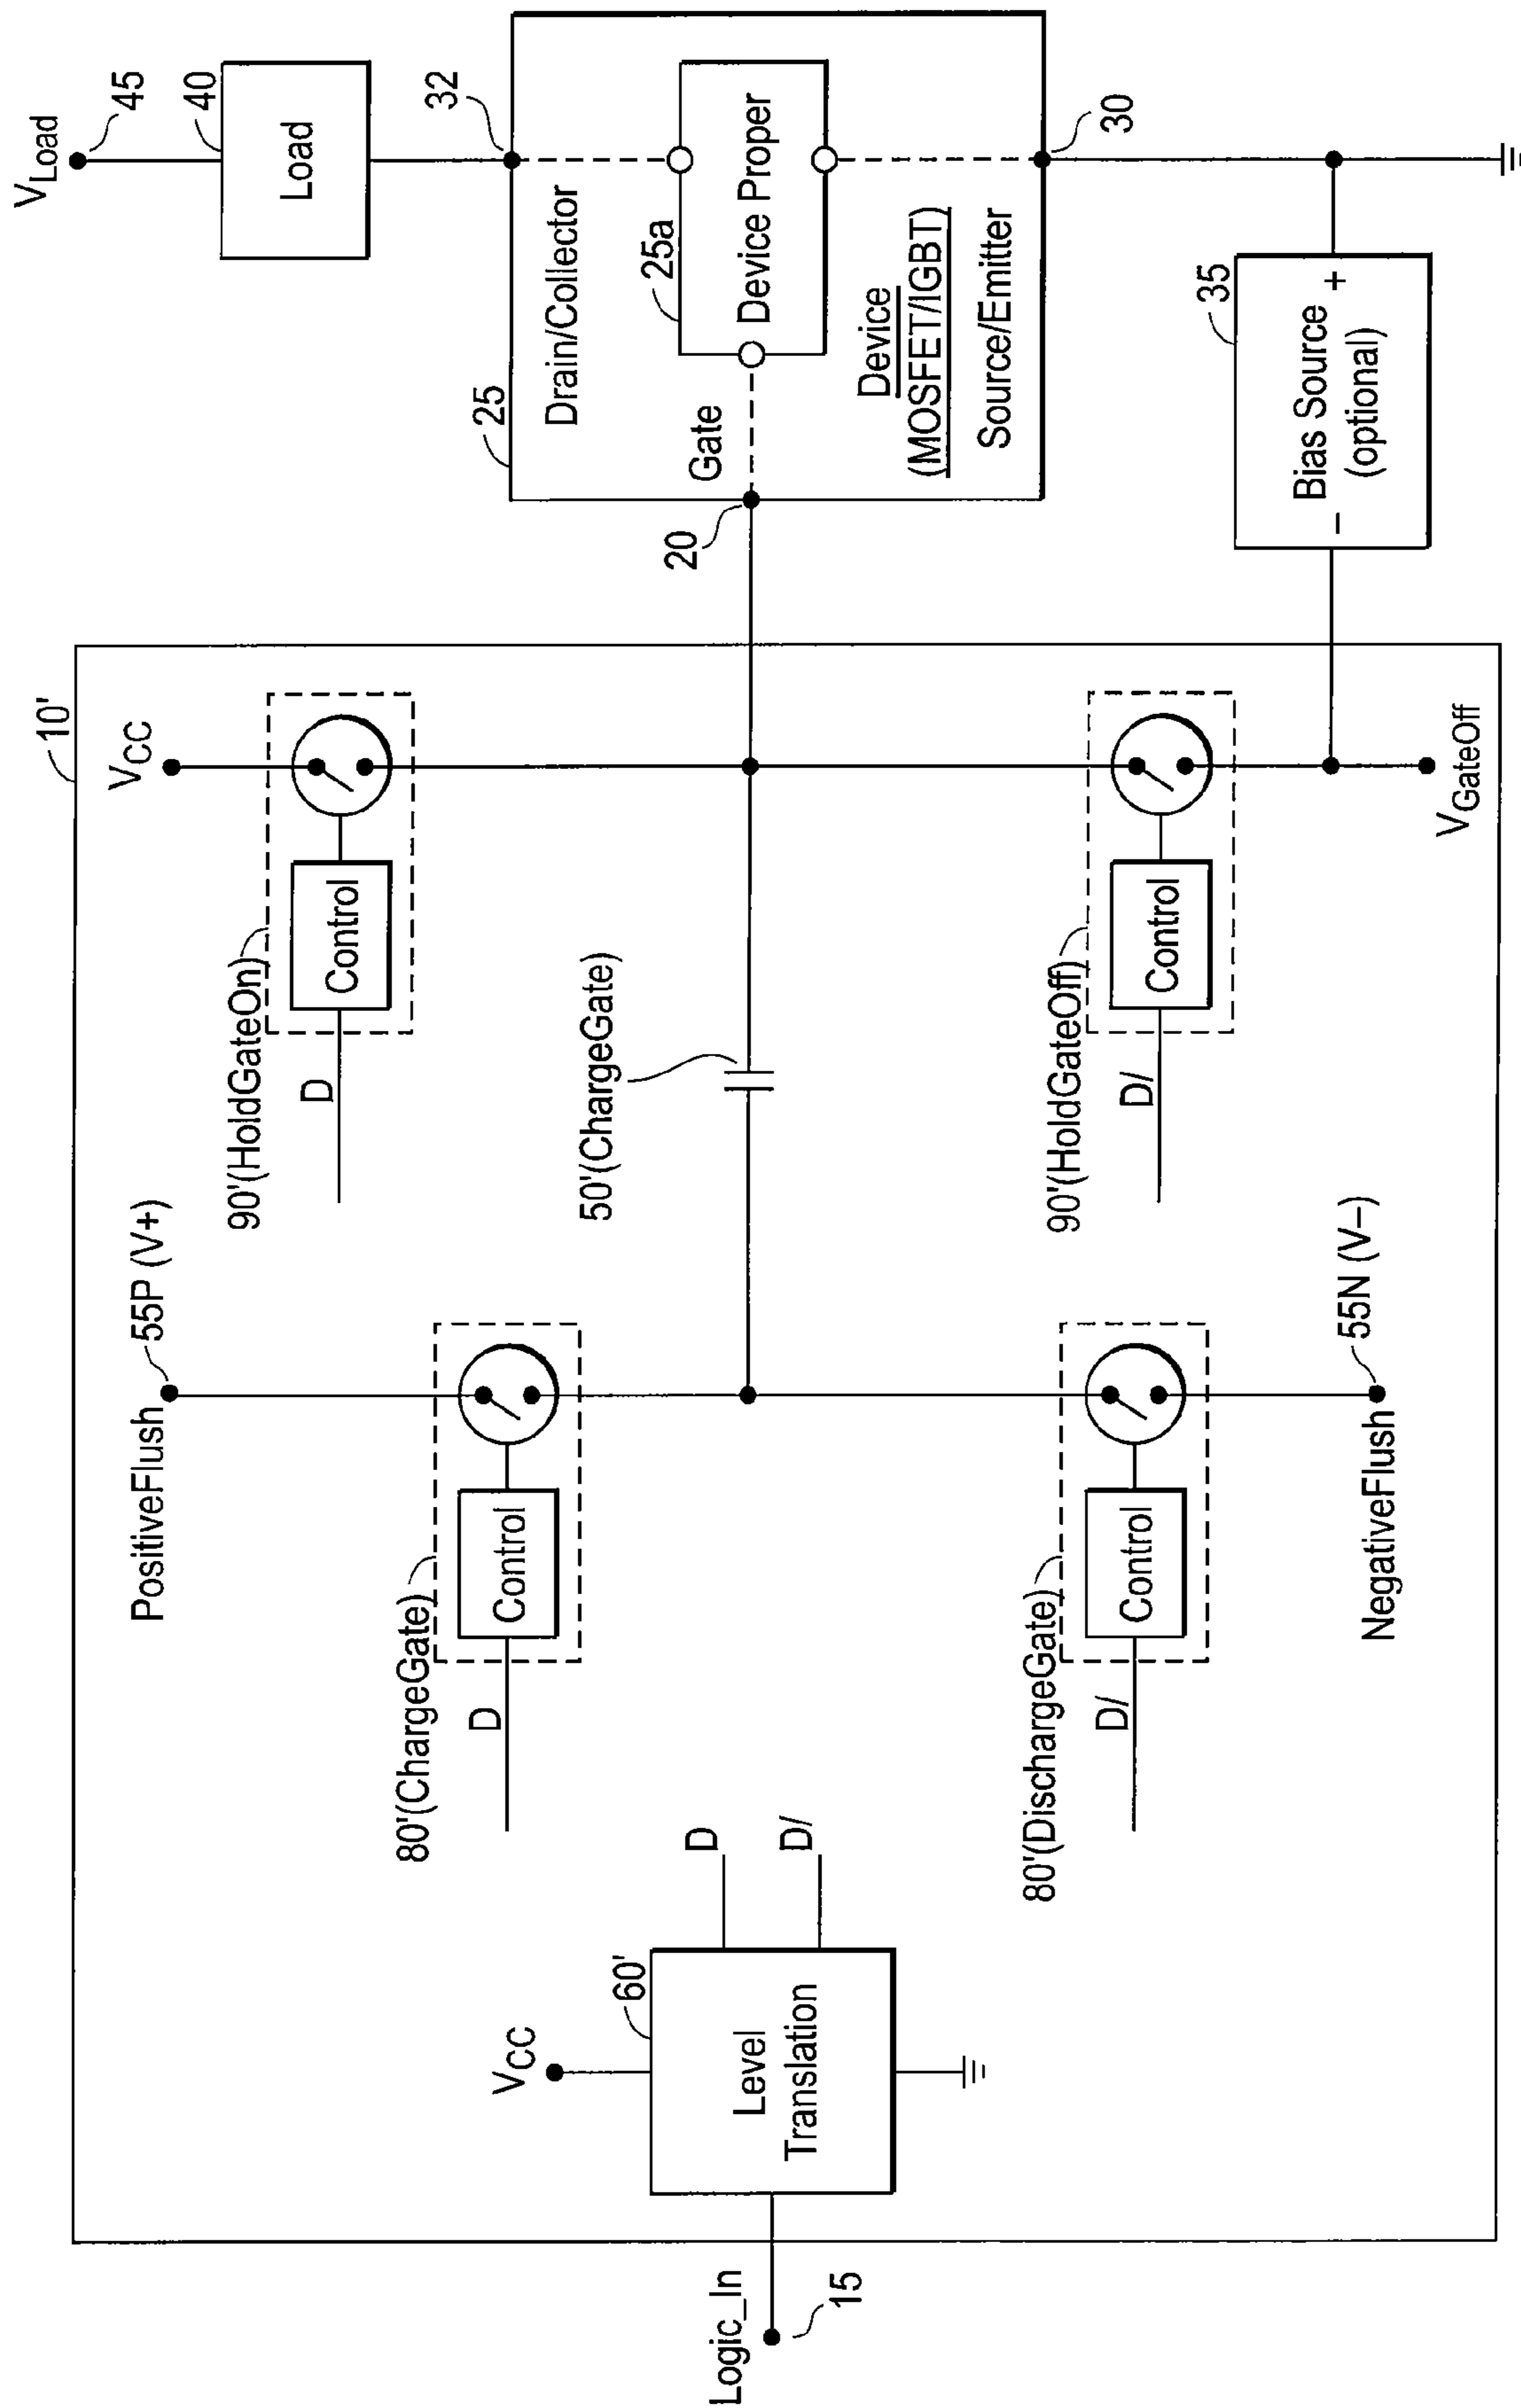 Logic_In
15
10'
VCC
60'
Level
Translation
D
D/
PositiveFlush
55P (V+)
80'(ChargeGate)
D
Control
80'(DischargeGate)
D/
Control
NegativeFlush
55N (V–)
VCC
90'(HoldGateOn)
D
Control
50'(ChargeGate)
90'(HoldGateOff)
D/
Control
VGateOff
VLoad
45
40
Load
32
25
Drain/Collector
25a
Device Proper
Gate
20
Device
(MOSFET/IGBT)
Source/Emitter
30
35
– +
Bias Source
(optional)